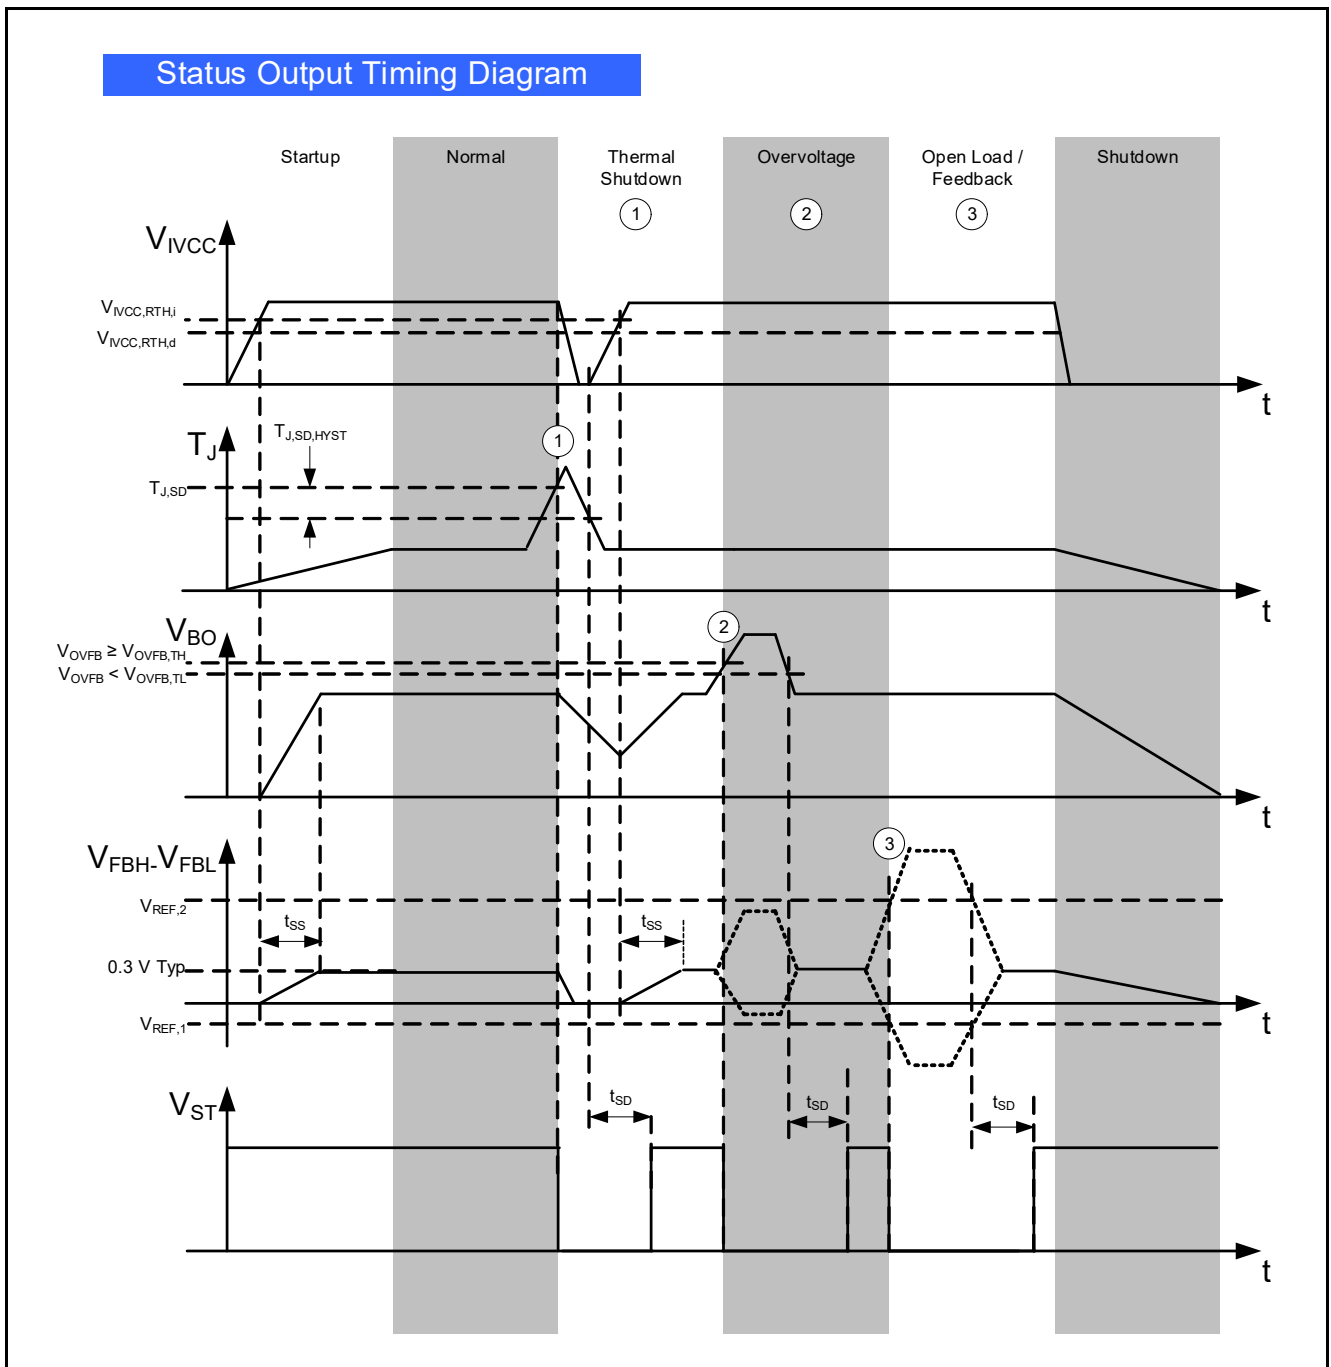 Status Output Timing Diagram
Startup
Normal
Thermal
Shutdown
1
Overvoltage
2
Open Load /
Feedback
3
Shutdown
VIVCC
VIVCC,RTH,i
VIVCC,RTH,d
t
TJ
TJ,SD,HYST
1
TJ,SD
t
VBO
2
VOVFB ≥ VOVFB,TH
VOVFB < VOVFB,TL
t
VFBH-VFBL
3
VREF,2
tSS
tSS
0.3 V Typ
VREF,1
t
VST
tSD
tSD
tSD
t